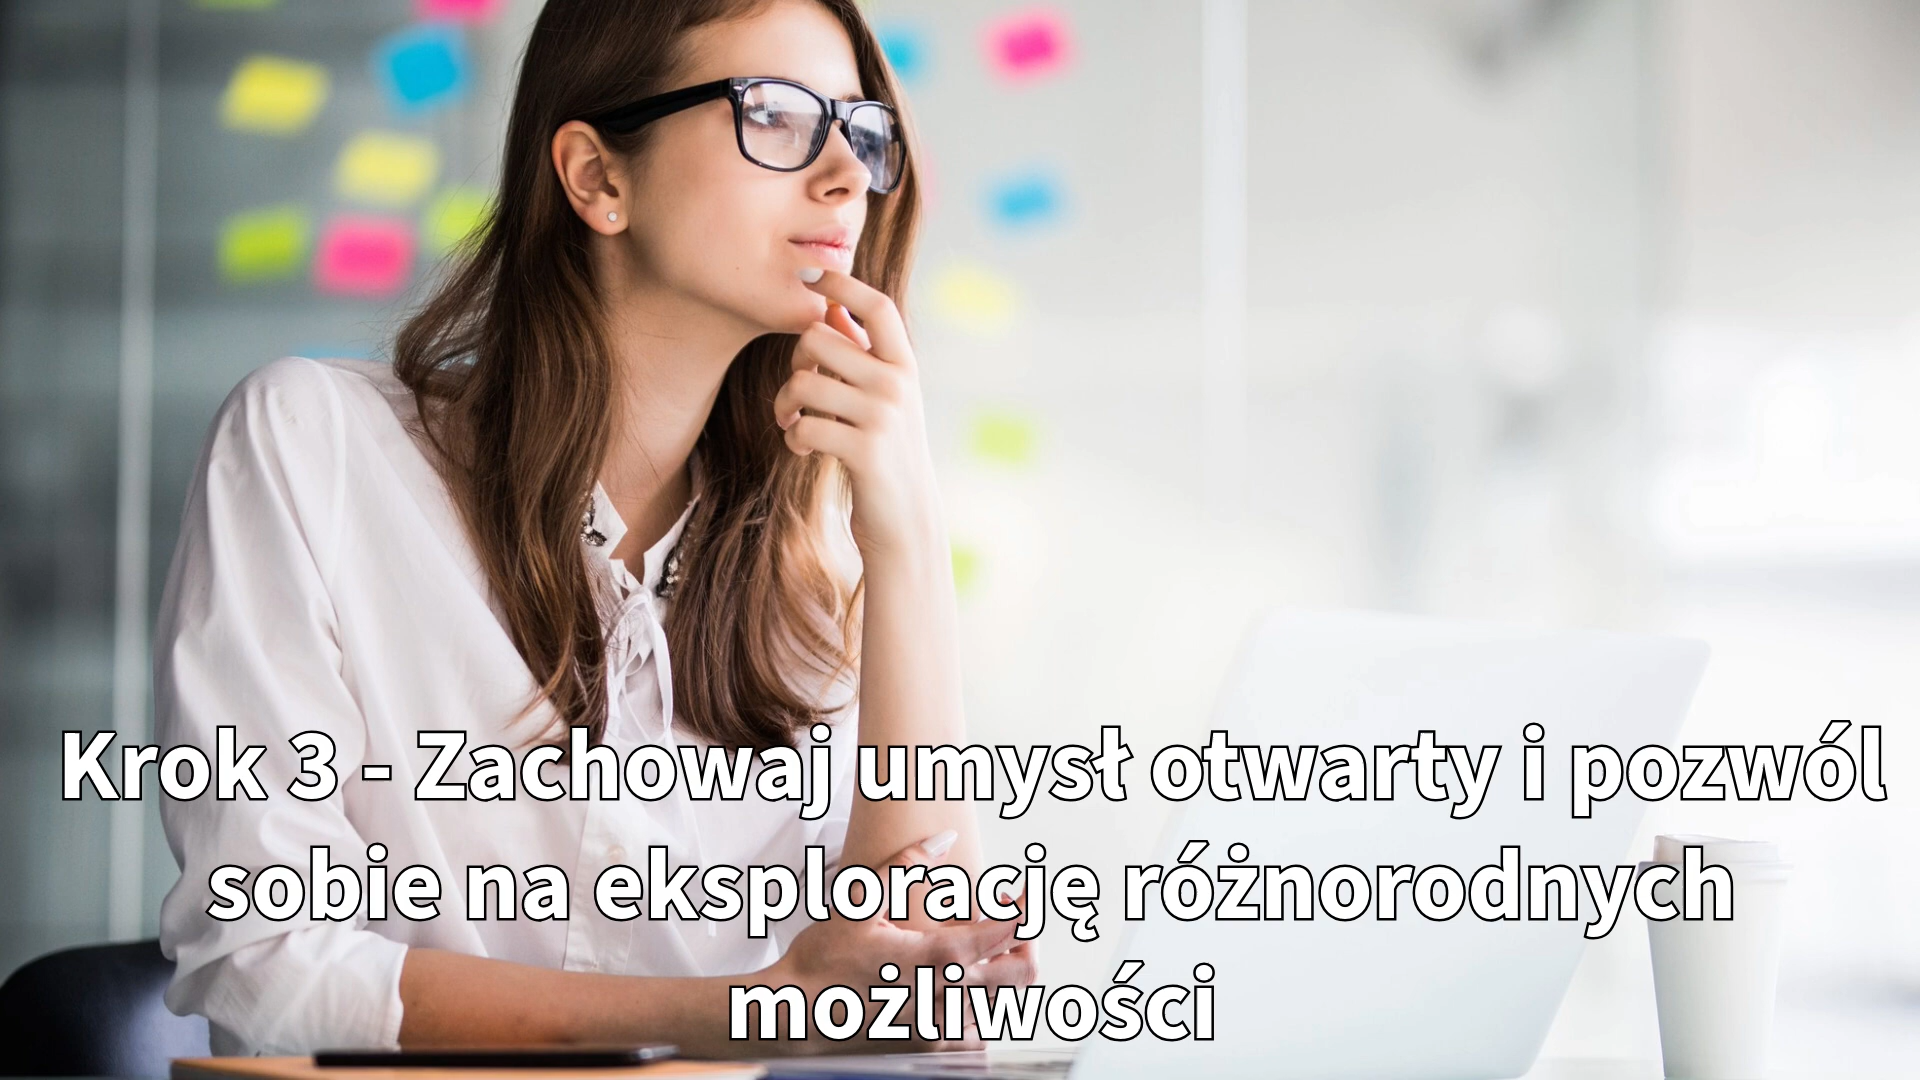 Krok 3 - Zachowaj umysł otwarty i pozwól
sobie na eksplorację różnorodnych
możliwości